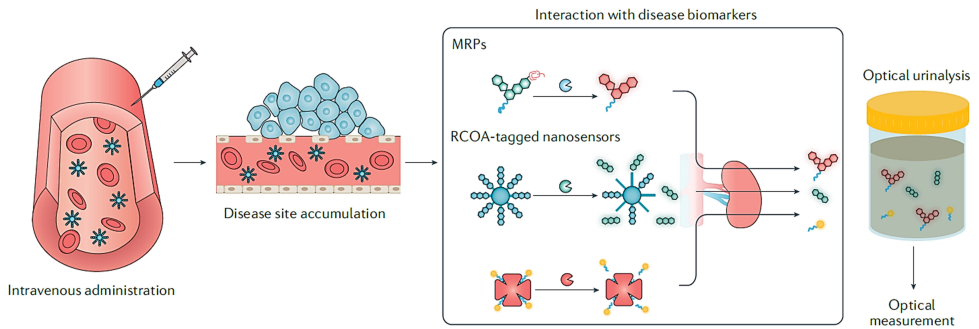 Interaction with disease biomarkers
MRPs
Optical urinalysis
RCOA-tagged nanosensors
Disease site accumulation
Intravenous administration
Optical
measurement